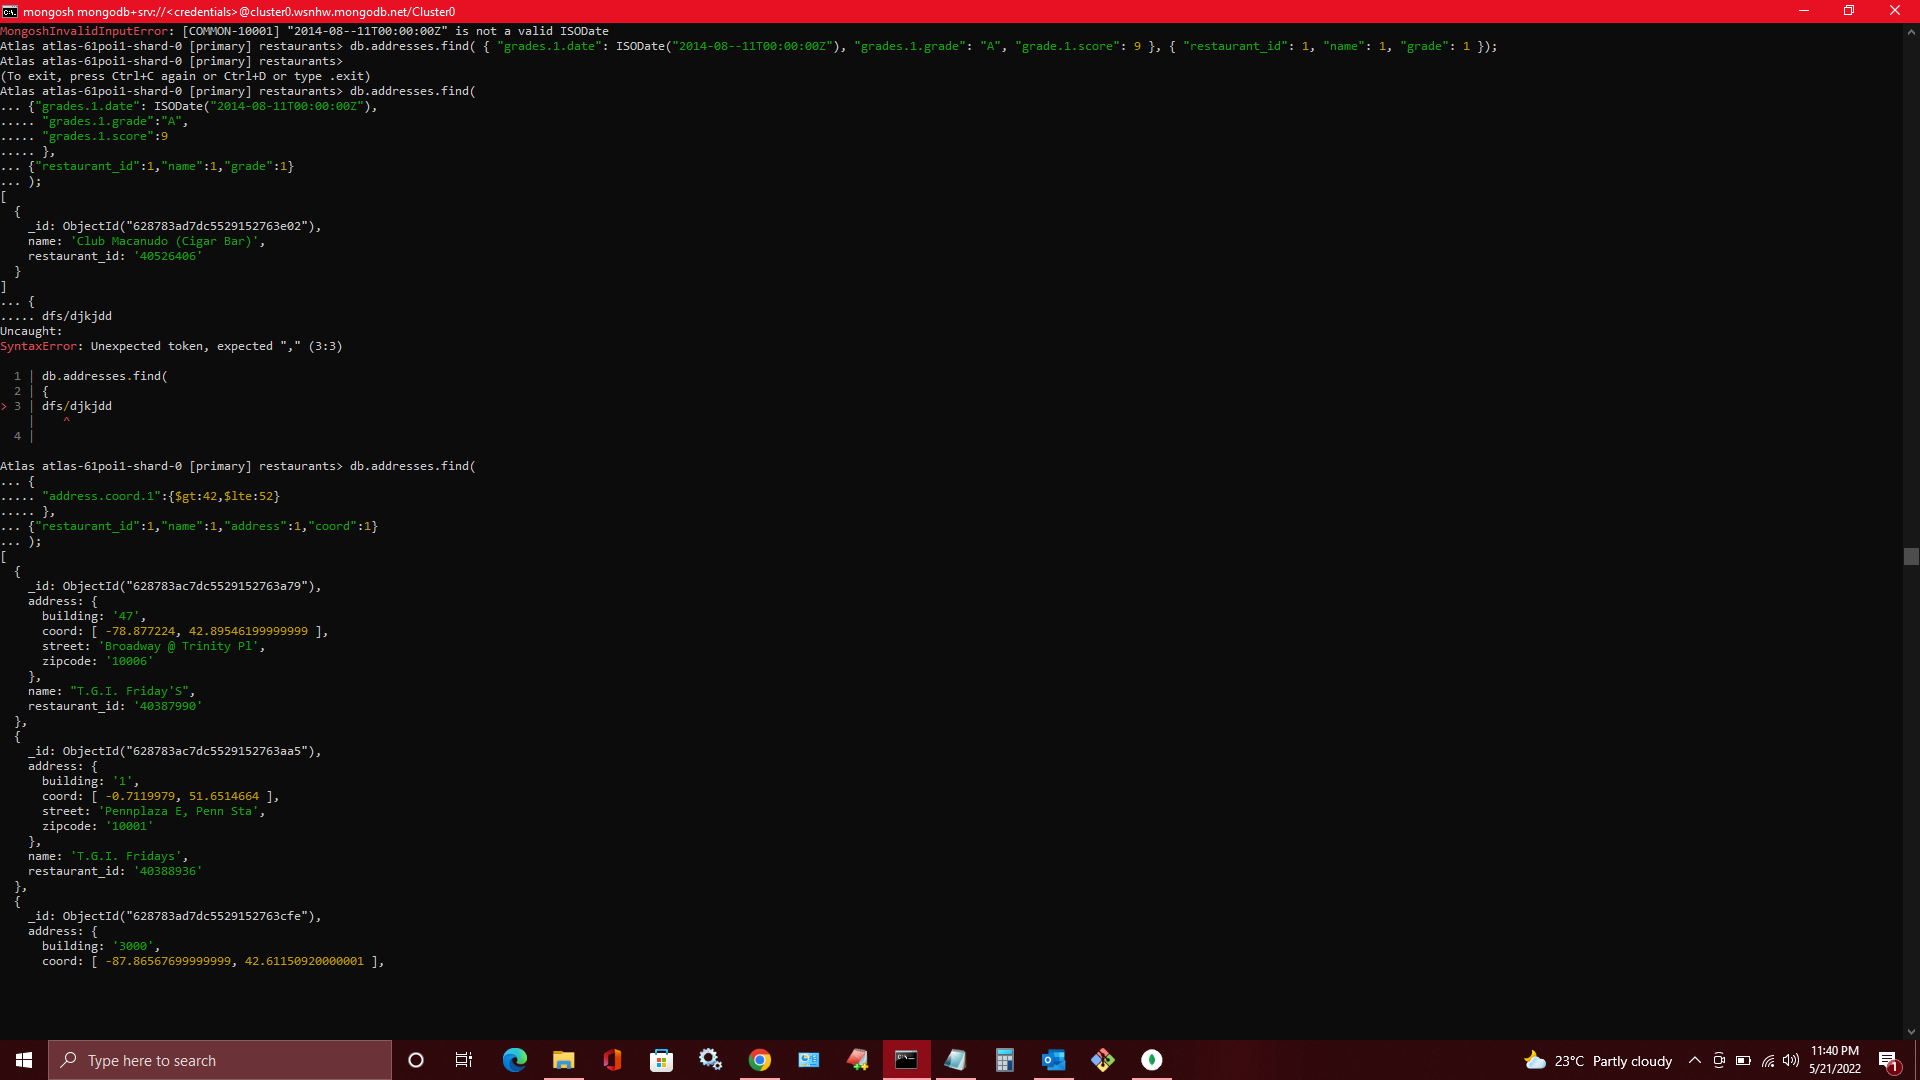 mongosh mongodb+srv://<credentials>@cluster0.wsnhw.mongodb.net/Cluster0
MongoshInvalidInputError: [COMMON-10001] "2014-08--11T00:00:00Z" is not a valid ISODate
Atlas atlas-61poi1-shard-0 [primary] restaurants> db.addresses.find( { "grades.1.date": ISODate("2014-08--11T00:00:00Z"), "grades.1.grade": "A", "grade.1.score": 9 }, { "restaurant_id": 1, "name": 1, "grade": 1 });
Atlas atlas-61poi1-shard-0 [primary] restaurants>
(To exit, press Ctrl+C again or Ctrl+D or type .exit)
Atlas atlas-61poi1-shard-0 [primary] restaurants> db.addresses.find(
... {"grades.1.date": ISODate("2014-08-11T00:00:00Z"),
..... "grades.1.grade":"A",
..... "grades.1.score":9
..... },
... {"restaurant_id":1,"name":1,"grade":1}
... );
[
  {
    _id: ObjectId("628783ad7dc5529152763e02"),
    name: 'Club Macanudo (Cigar Bar)',
    restaurant_id: '40526406'
  }
]
... {
..... dfs/djkjdd
Uncaught:
SyntaxError: Unexpected token, expected "," (3:3)
  1 | db.addresses.find(
  2 | {
> 3 | dfs/djkjdd
    |    ^
  4 |
Atlas atlas-61poi1-shard-0 [primary] restaurants> db.addresses.find(
... {
..... "address.coord.1":{$gt:42,$lte:52}
..... },
... {"restaurant_id":1,"name":1,"address":1,"coord":1}
... );
[
  {
    _id: ObjectId("628783ac7dc5529152763a79"),
    address: {
      building: '47',
      coord: [ -78.877224, 42.89546199999999 ],
      street: 'Broadway @ Trinity Pl',
      zipcode: '10006'
    },
    name: "T.G.I. Friday'S",
    restaurant_id: '40387990'
  },
  {
    _id: ObjectId("628783ac7dc5529152763aa5"),
    address: {
      building: '1',
      coord: [ -0.7119979, 51.6514664 ],
      street: 'Pennplaza E, Penn Sta',
      zipcode: '10001'
    },
    name: 'T.G.I. Fridays',
    restaurant_id: '40388936'
  },
  {
    _id: ObjectId("628783ad7dc5529152763cfe"),
    address: {
      building: '3000',
      coord: [ -87.86567699999999, 42.61150920000001 ],
Type here to search
23°C Partly cloudy
11:40 PM
5/21/2022
1